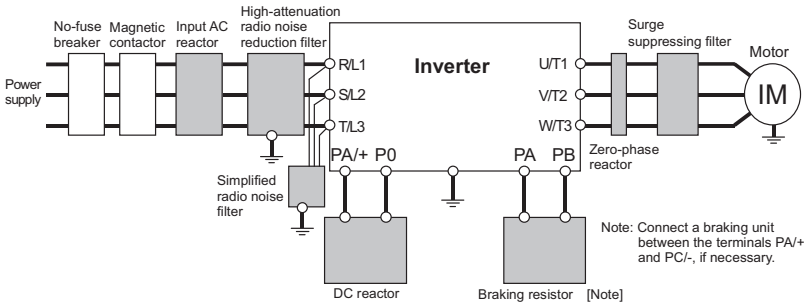 No-fuse
breaker
Magnetic
contactor
Input AC
reactor
High-attenuation
radio noise
reduction filter
Power
supply
R/L1
S/L2
T/L3
Inverter
U/T1
V/T2
W/T3
Surge
suppressing filter
Motor
IM
Zero-phase
reactor
PA/+ P0
PA PB
Simplified
radio noise
filter
DC reactor
Braking resistor [Note]
Note: Connect a braking unit
between the terminals PA/+
and PC/-, if necessary.